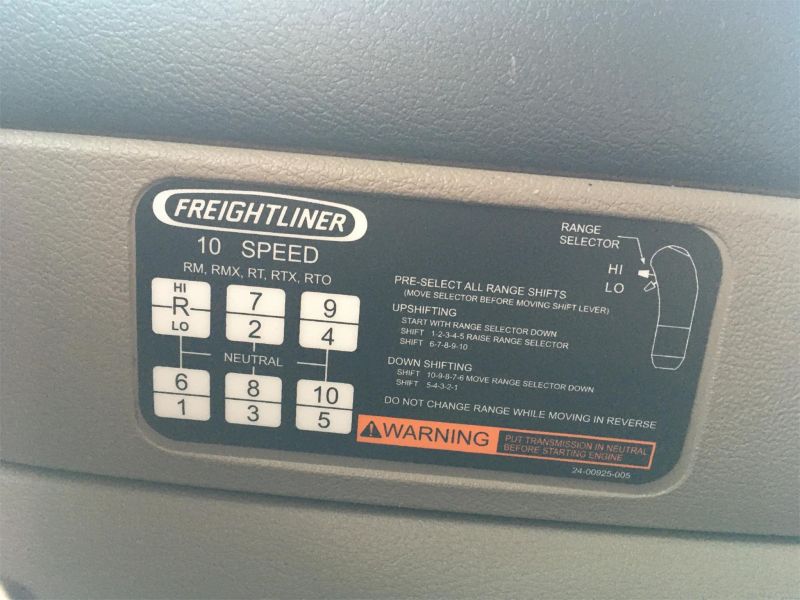 FREIGHTLINER
10 SPEED
RM, RMX, RT, RTX, RTO
HI
R
LO
7
2
9
4
NEUTRAL
6
1
8
3
10
5
RANGE
SELECTOR
HI
LO
PRE-SELECT ALL RANGE SHIFTS
(MOVE SELECTOR BEFORE MOVING SHIFT LEVER)
UPSHIFTING
START WITH RANGE SELECTOR DOWN
SHIFT 1-2-3-4-5 RAISE RANGE SELECTOR
SHIFT 6-7-8-9-10
DOWN SHIFTING
SHIFT 10-9-8-7-6 MOVE RANGE SELECTOR DOWN
SHIFT 5-4-3-2-1
DO NOT CHANGE RANGE WHILE MOVING IN REVERSE
WARNING
PUT TRANSMISSION IN NEUTRAL
BEFORE STARTING ENGINE
24-00925-005